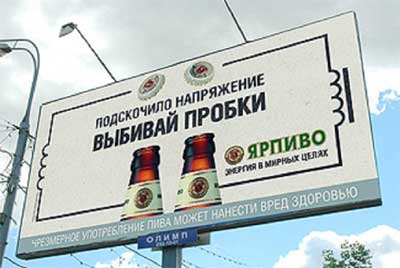 ПОДСКОЧИЛО НАПРЯЖЕНИЕ
ВЫБИВАЙ ПРОБКИ
ЯРПИВО
ЭНЕРГИЯ В МИРНЫХ ЦЕЛЯХ
ЧРЕЗМЕРНОЕ УПОТРЕБЛЕНИЕ ПИВА МОЖЕТ НАНЕСТИ ВРЕД ЗДОРОВЬЮ
ОЛИМП